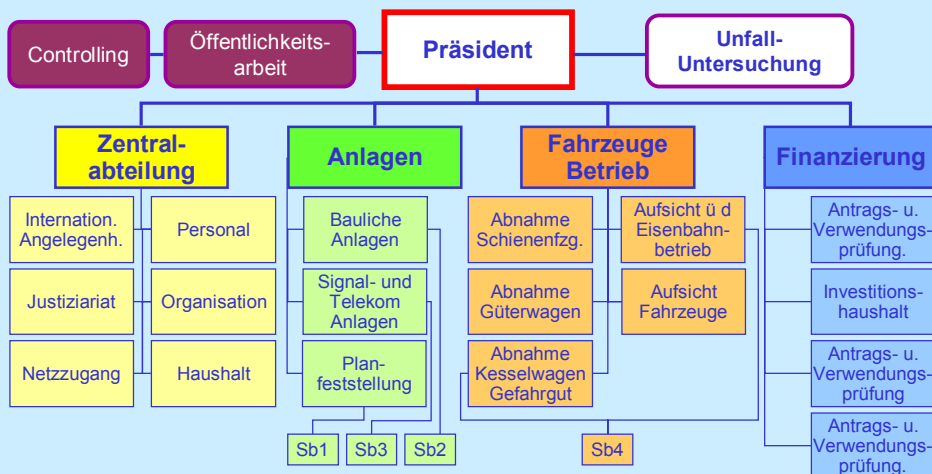 Controlling
Öffentlichkeits-
arbeit
Präsident
Unfall-
Untersuchung
Zentral-
abteilung
Anlagen
Fahrzeuge
Betrieb
Finanzierung
Internation.
Angelegenh.
Personal
Justiziariat
Organisation
Netzzugang
Haushalt
Bauliche
Anlagen
Signal- und
Telekom
Anlagen
Plan-
feststellung
Sb1
Sb3
Sb2
Abnahme
Schienenfzg.
Aufsicht ü d
Eisenbahn-
betrieb
Abnahme
Güterwagen
Aufsicht
Fahrzeuge
Abnahme
Kesselwagen
Gefahrgut
Sb4
Antrags- u.
Verwendungs-
prüfung.
Investitions-
haushalt
Antrags- u.
Verwendungs-
prüfung
Antrags- u.
Verwendungs-
prüfung.